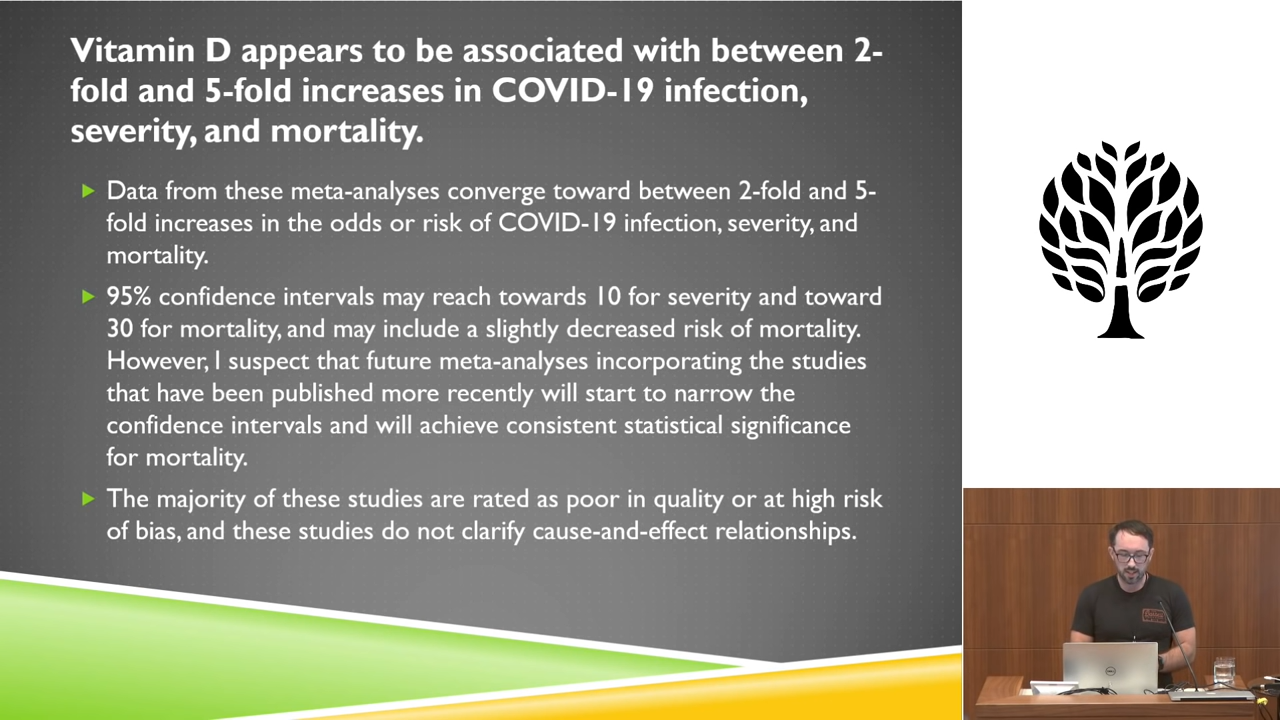 Vitamin D appears to be associated with between 2-
fold and 5-fold increases in COVID-19 infection,
severity, and mortality.
Data from these meta-analyses converge toward between 2-fold and 5-
fold increases in the odds or risk of COVID-19 infection, severity, and
mortality.
95% confidence intervals may reach towards 10 for severity and toward
30 for mortality, and may include a slightly decreased risk of mortality.
However, I suspect that future meta-analyses incorporating the studies
that have been published more recently will start to narrow the
confidence intervals and will achieve consistent statistical significance
for mortality.
The majority of these studies are rated as poor in quality or at high risk
of bias, and these studies do not clarify cause-and-effect relationships.